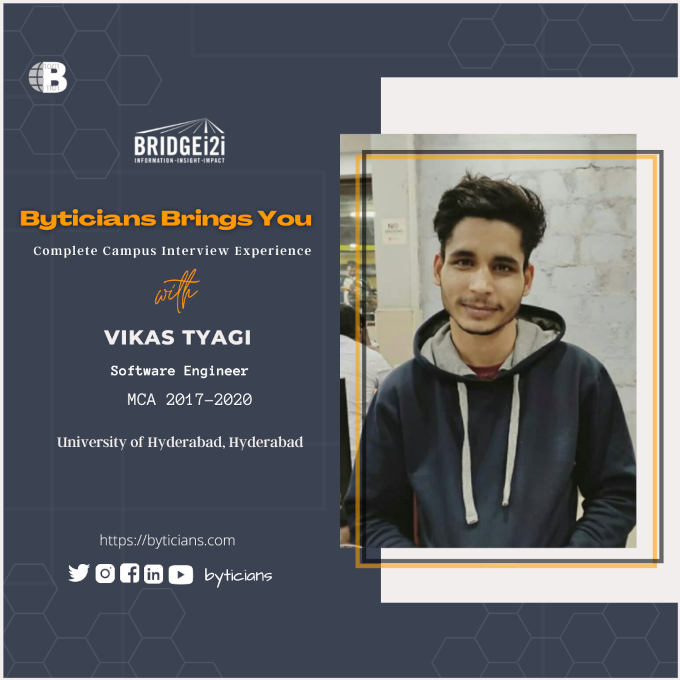 B
BRIDGEi2i
INFORMATION·INSIGHT·IMPACT
Byticians Brings You
Complete Campus Interview Experience
with
VIKAS TYAGI
Software Engineer
MCA 2017-2020
University of Hyderabad, Hyderabad
https://byticians.com
byticians
NO